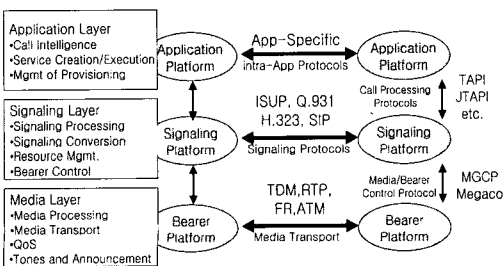 Application Layer
•Call Intelligence
•Service Creation/Execution
•Mgmt of Provisioning
Application
Platform
App-Specific
Intra-App Protocols
Application
Platform
Call Processing
Protocols
TAPI
JTAPI
etc.
Signaling Layer
•Signaling Processing
•Signaling Conversion
•Resource Mgmt.
•Bearer Control
Signaling
Platform
ISUP, Q.931
H.323, SIP
Signaling Protocols
Signaling
Platform
Media/Bearer
Control Protocol
MGCP
Megaco
Media Layer
•Media Processing
•Media Transport
•QoS
•Tones and Announcement
Bearer
Platform
TDM,RTP,
FR,ATM
Media Transport
Bearer
Platform